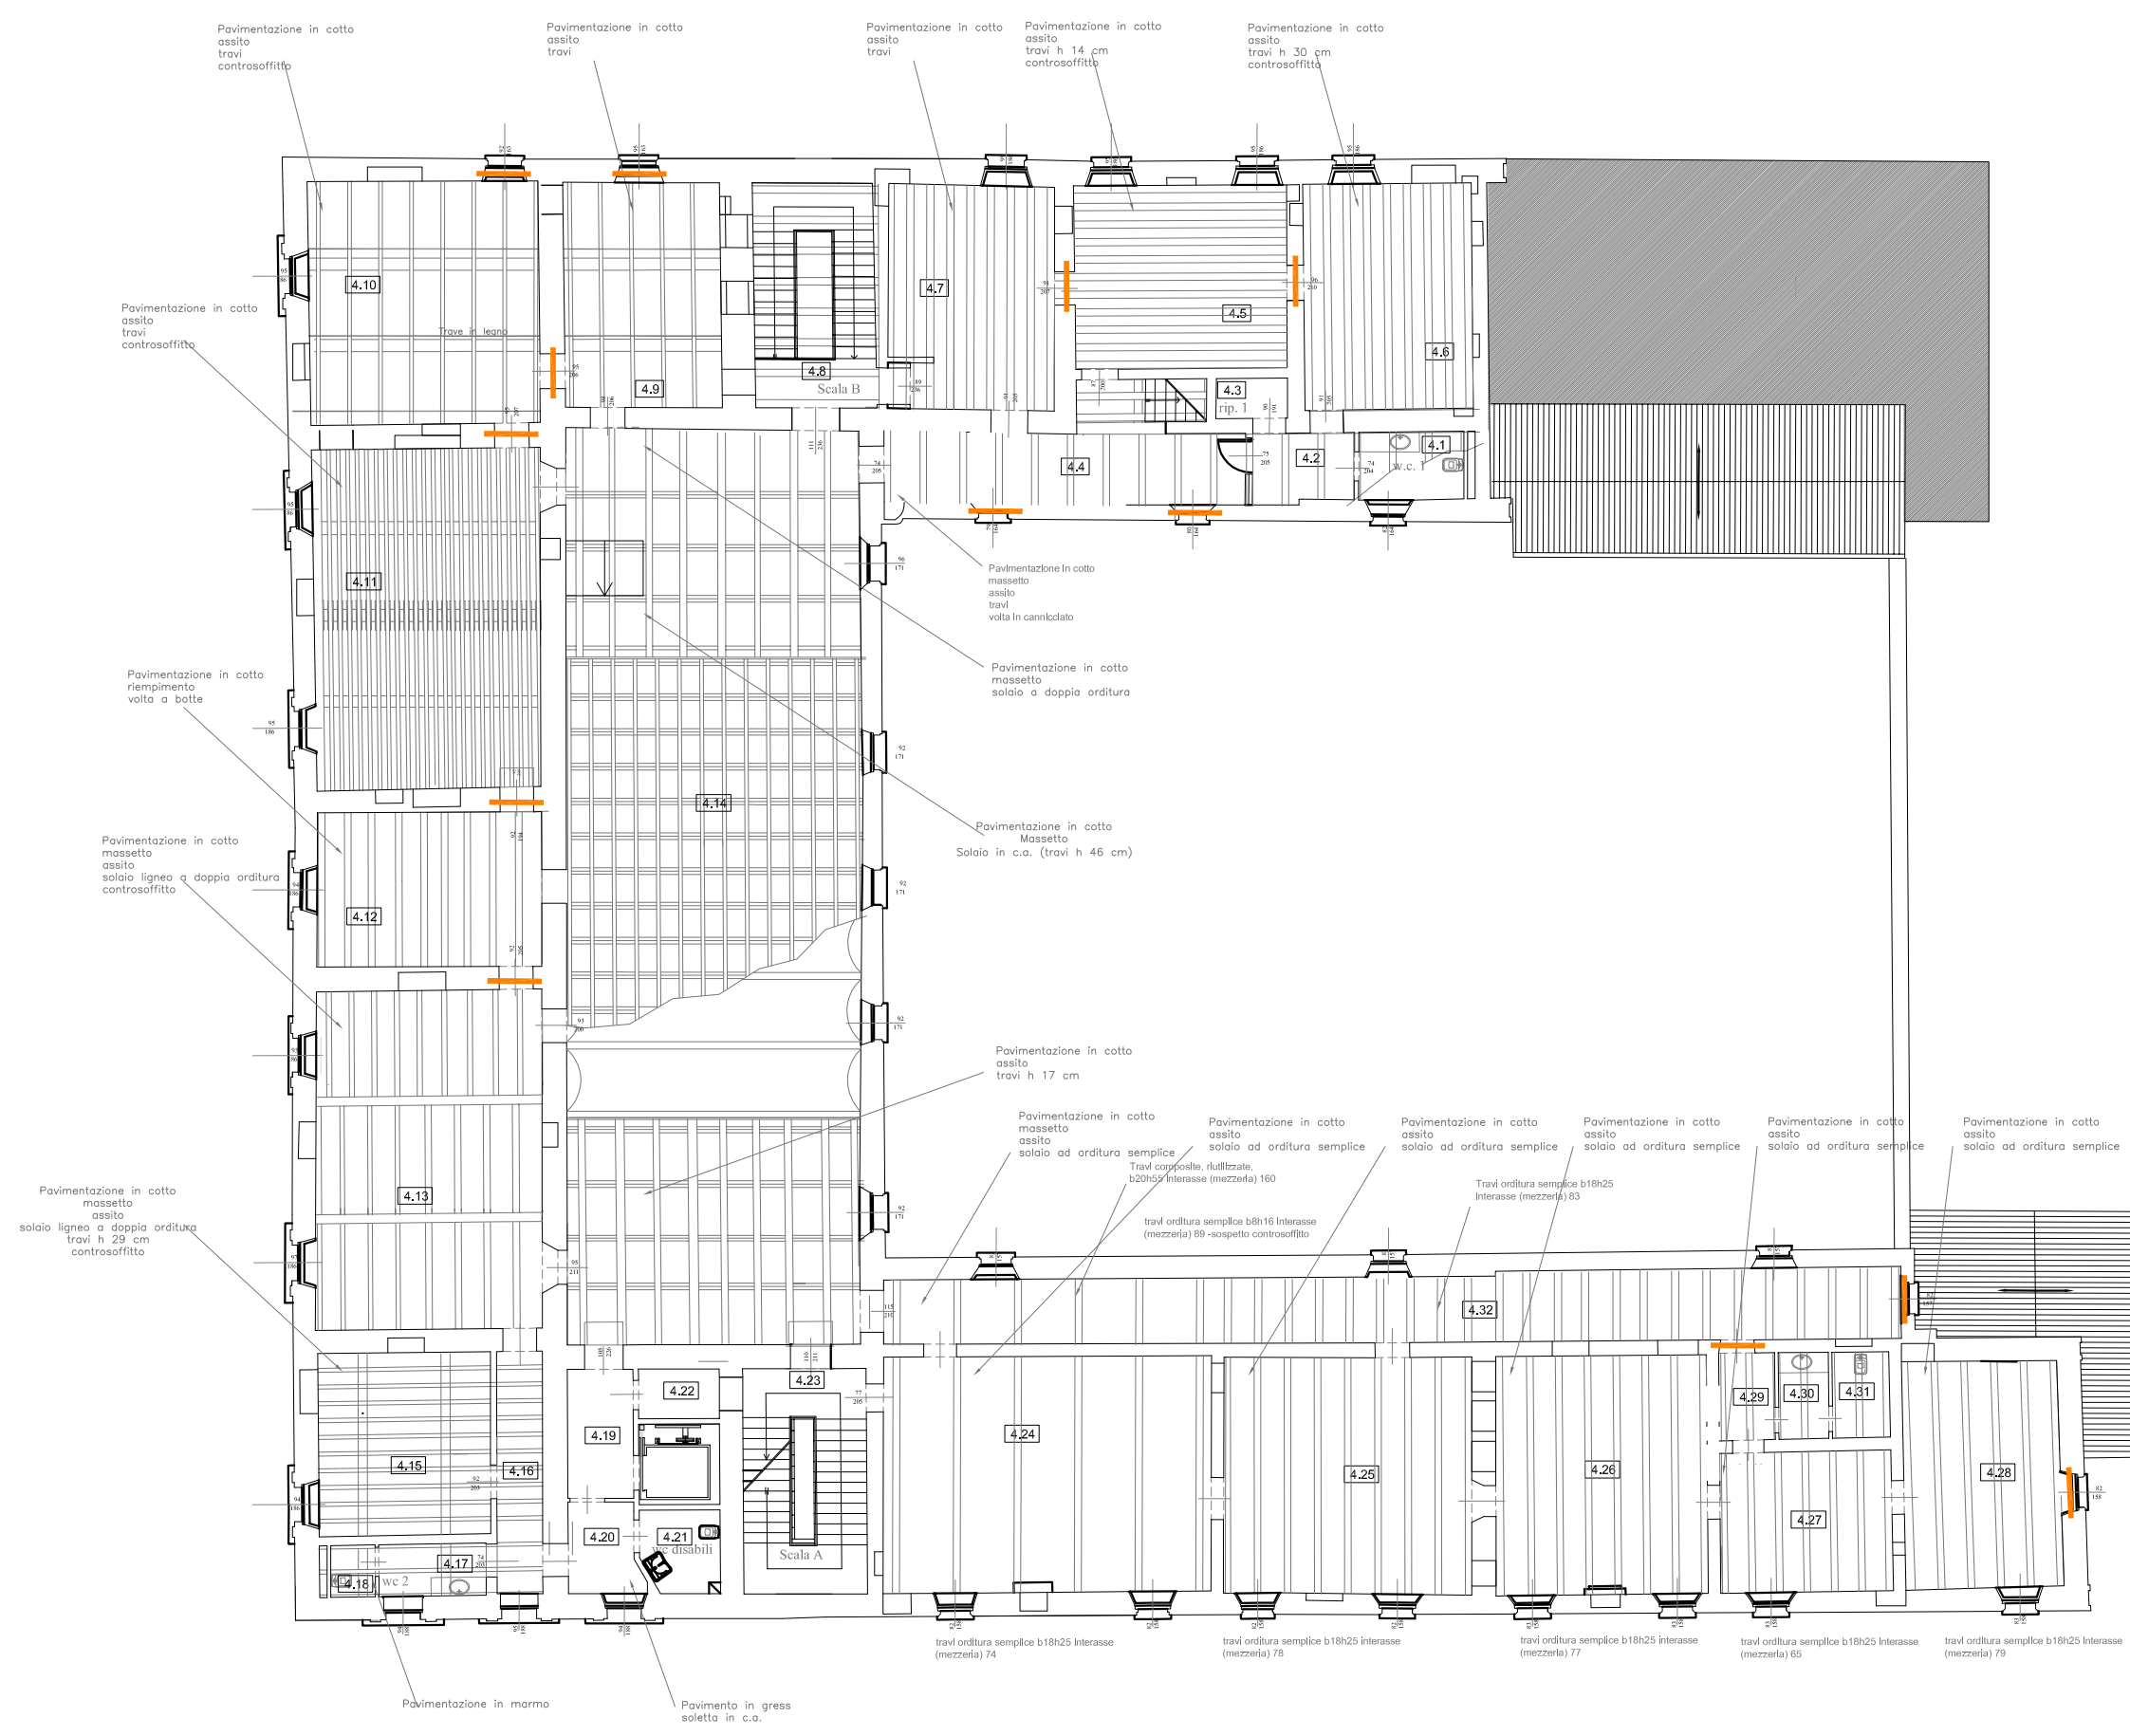 Pavimentazione in cotto
assito
travi
controsoffitto
Pavimentazione in cotto
assito
travi
Pavimentazione in cotto
assito
travi
Pavimentazione in cotto
assito
travi h 14 cm
controsoffitto
Pavimentazione in cotto
assito
travi h 30 cm
controsoffitto
4.10
Trave in legno
4.9
4.8
Scala B
4.7
4.5
4.6
4.3
rip. 1
4.4
4.2
4.1
w.c. 1
Pavimentazione in cotto
assito
travi
controsoffitto
4.11
Pavimentazione in cotto
massetto
assito
travi
volta in cannicciato
Pavimentazione in cotto
massetto
solaio a doppia orditura
Pavimentazione in cotto
riempimento
volta a botte
4.14
Pavimentazione in cotto
Massetto
Solaio in c.a. (travi h 46 cm)
Pavimentazione in cotto
massetto
assito
solaio ligneo a doppia orditura
controsoffitto
4.12
Pavimentazione in cotto
assito
travi h 17 cm
4.13
Pavimentazione in cotto
massetto
assito
solaio ligneo a doppia orditura
travi h 29 cm
controsoffitto
Pavimentazione in cotto
massetto
assito
solaio ad orditura semplice
Pavimentazione in cotto
assito
solaio ad orditura semplice
Pavimentazione in cotto
assito
solaio ad orditura semplice
Pavimentazione in cotto
assito
solaio ad orditura semplice
Pavimentazione in cotto
assito
solaio ad orditura semplice
Pavimentazione in cotto
assito
solaio ad orditura semplice
Travi composite, riutilizzate,
b20h55 interasse (mezzeria) 160
Travi orditura semplice b18h25
Interasse (mezzeria) 83
travi orditura semplice b8h16 Interasse
(mezzeria) 89 -sospetto controsoffitto
4.32
4.15
4.16
4.17
4.18
wc 2
4.19
4.20
4.21
wc disabili
4.22
4.23
Scala A
4.24
4.25
4.26
4.29
4.30
4.31
4.27
4.28
travi orditura semplice b18h25 interasse
(mezzeria) 74
travi orditura semplice b18h25 interasse
(mezzeria) 78
travi orditura semplice b18h25 interasse
(mezzeria) 77
travi orditura semplice b18h25 Interasse
(mezzeria) 65
travi orditura semplice b18h25 Interasse
(mezzeria) 79
Pavimentazione in marmo
Pavimento in gress
soletta in c.a.